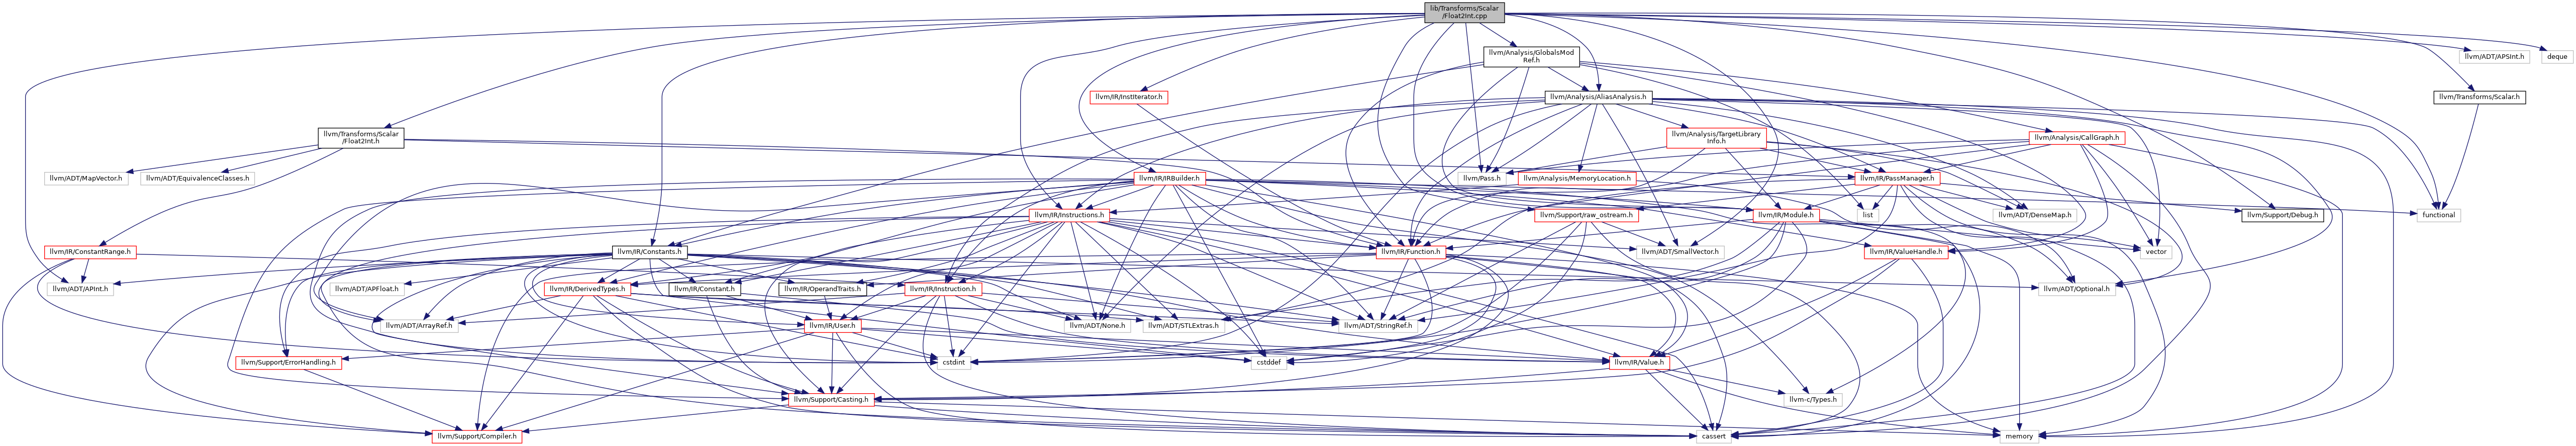 lib/Transforms/Scalar
/Float2Int.cpp
llvm/Analysis/GlobalsMod
Ref.h
llvm/ADT/APSInt.h
deque
llvm/IR/InstIterator.h
llvm/Analysis/AliasAnalysis.h
llvm/Transforms/Scalar.h
llvm/Transforms/Scalar
/Float2Int.h
llvm/Analysis/TargetLibrary
Info.h
llvm/Analysis/CallGraph.h
llvm/ADT/MapVector.h
llvm/ADT/EquivalenceClasses.h
llvm/IR/IRBuilder.h
llvm/Pass.h
llvm/Analysis/MemoryLocation.h
llvm/IR/PassManager.h
llvm/IR/Instructions.h
llvm/Support/raw_ostream.h
llvm/IR/Module.h
list
llvm/ADT/DenseMap.h
llvm/Support/Debug.h
functional
llvm/IR/ConstantRange.h
llvm/IR/Constants.h
llvm/IR/Function.h
llvm/ADT/SmallVector.h
llvm/IR/ValueHandle.h
vector
llvm/ADT/APInt.h
llvm/ADT/APFloat.h
llvm/IR/DerivedTypes.h
llvm/IR/Constant.h
llvm/IR/OperandTraits.h
llvm/IR/Instruction.h
llvm/ADT/Optional.h
llvm/ADT/ArrayRef.h
llvm/IR/User.h
llvm/ADT/None.h
llvm/ADT/STLExtras.h
llvm/ADT/StringRef.h
llvm/Support/ErrorHandling.h
cstdint
cstddef
llvm/IR/Value.h
llvm/Support/Casting.h
llvm-c/Types.h
llvm/Support/Compiler.h
cassert
memory